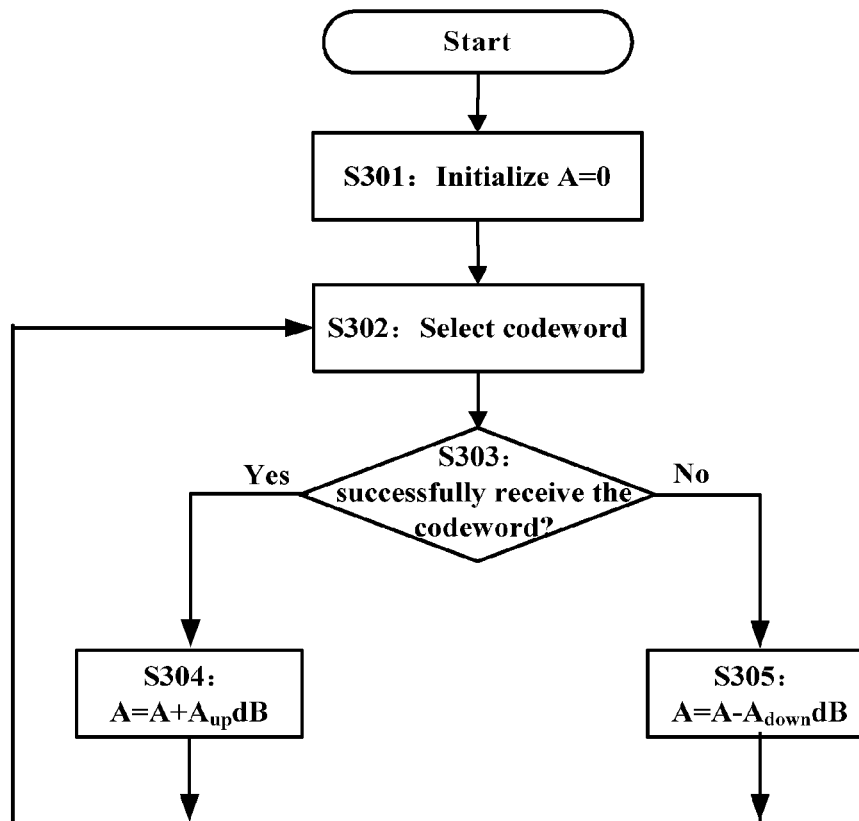 Start
S301：Initialize A=0
S302：Select codeword
S303：
successfully receive the
codeword?
Yes
No
S304：
A=A+AupdB
S305：
A=A-AdowndB